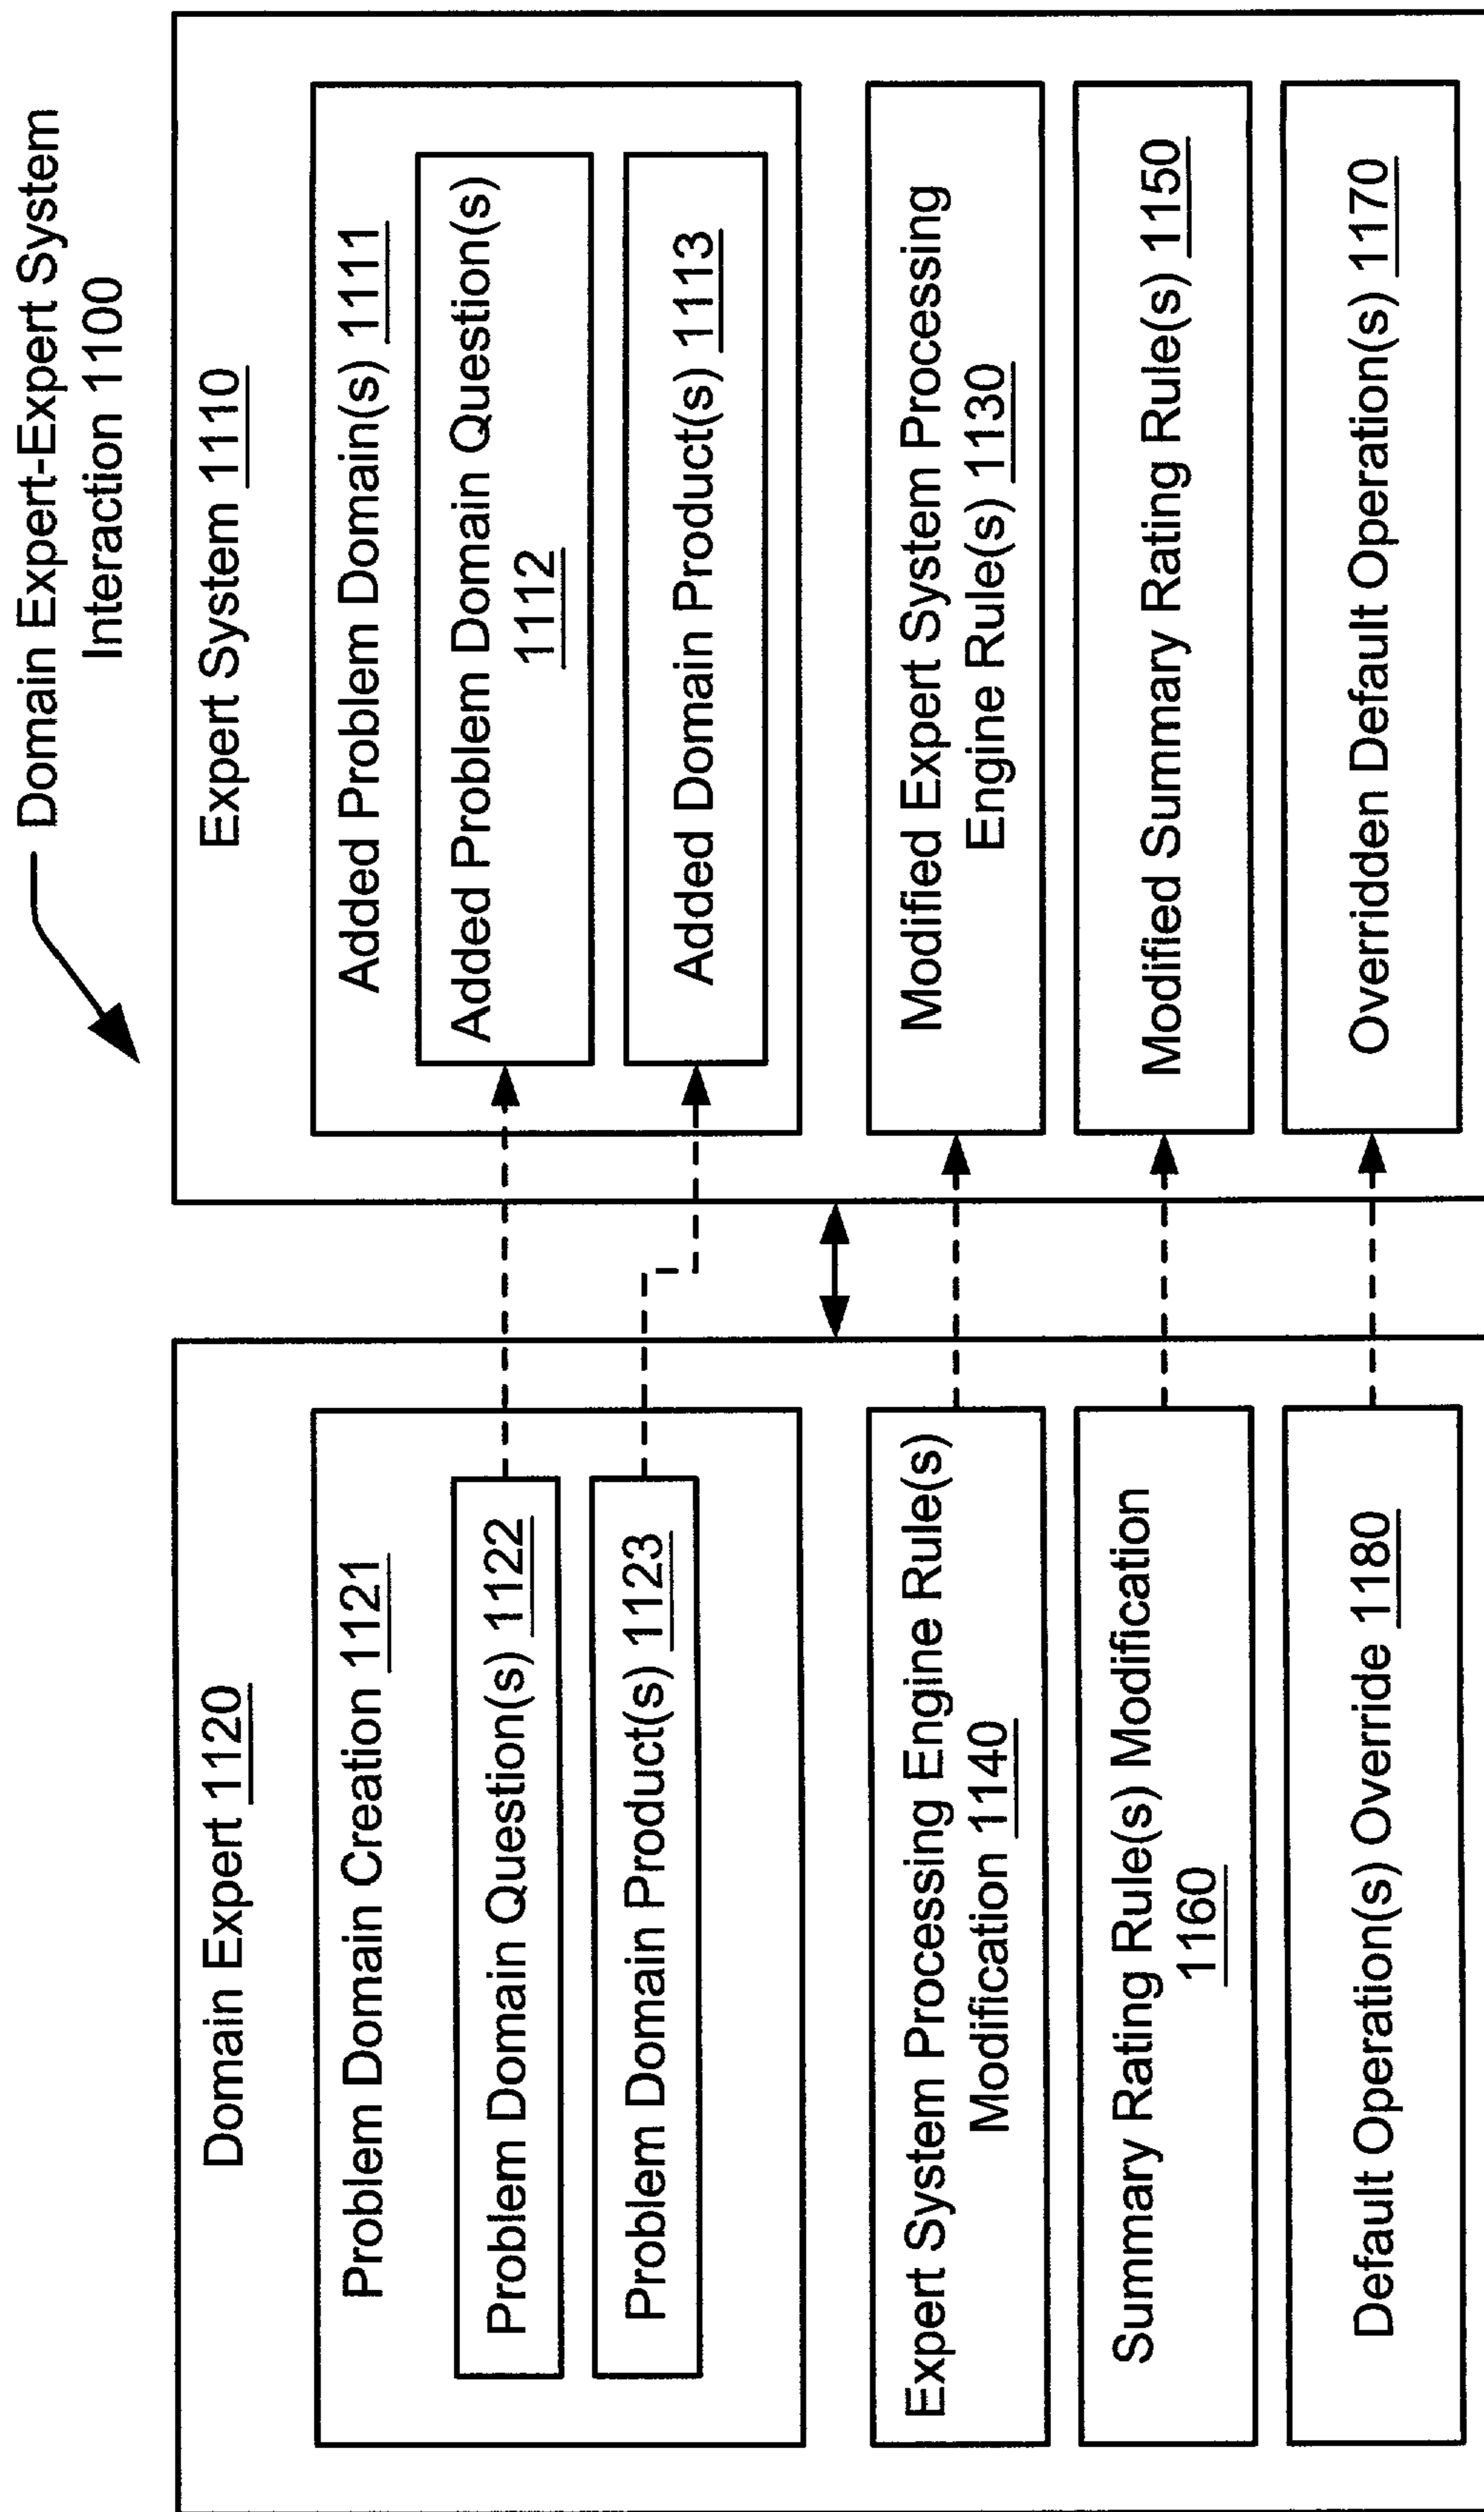 Domain Expert-Expert System
Interaction 1100
Domain Expert 1120
Problem Domain Creation 1121
Problem Domain Question(s) 1122
Problem Domain Product(s) 1123
Expert System Processing Engine Rule(s)
Modification 1140
Summary Rating Rule(s) Modification
1160
Default Operation(s) Override 1180
Expert System 1110
Added Problem Domain(s) 1111
Added Problem Domain Question(s)
1112
Added Domain Product(s) 1113
Modified Expert System Processing
Engine Rule(s) 1130
Modified Summary Rating Rule(s) 1150
Overridden Default Operation(s) 1170